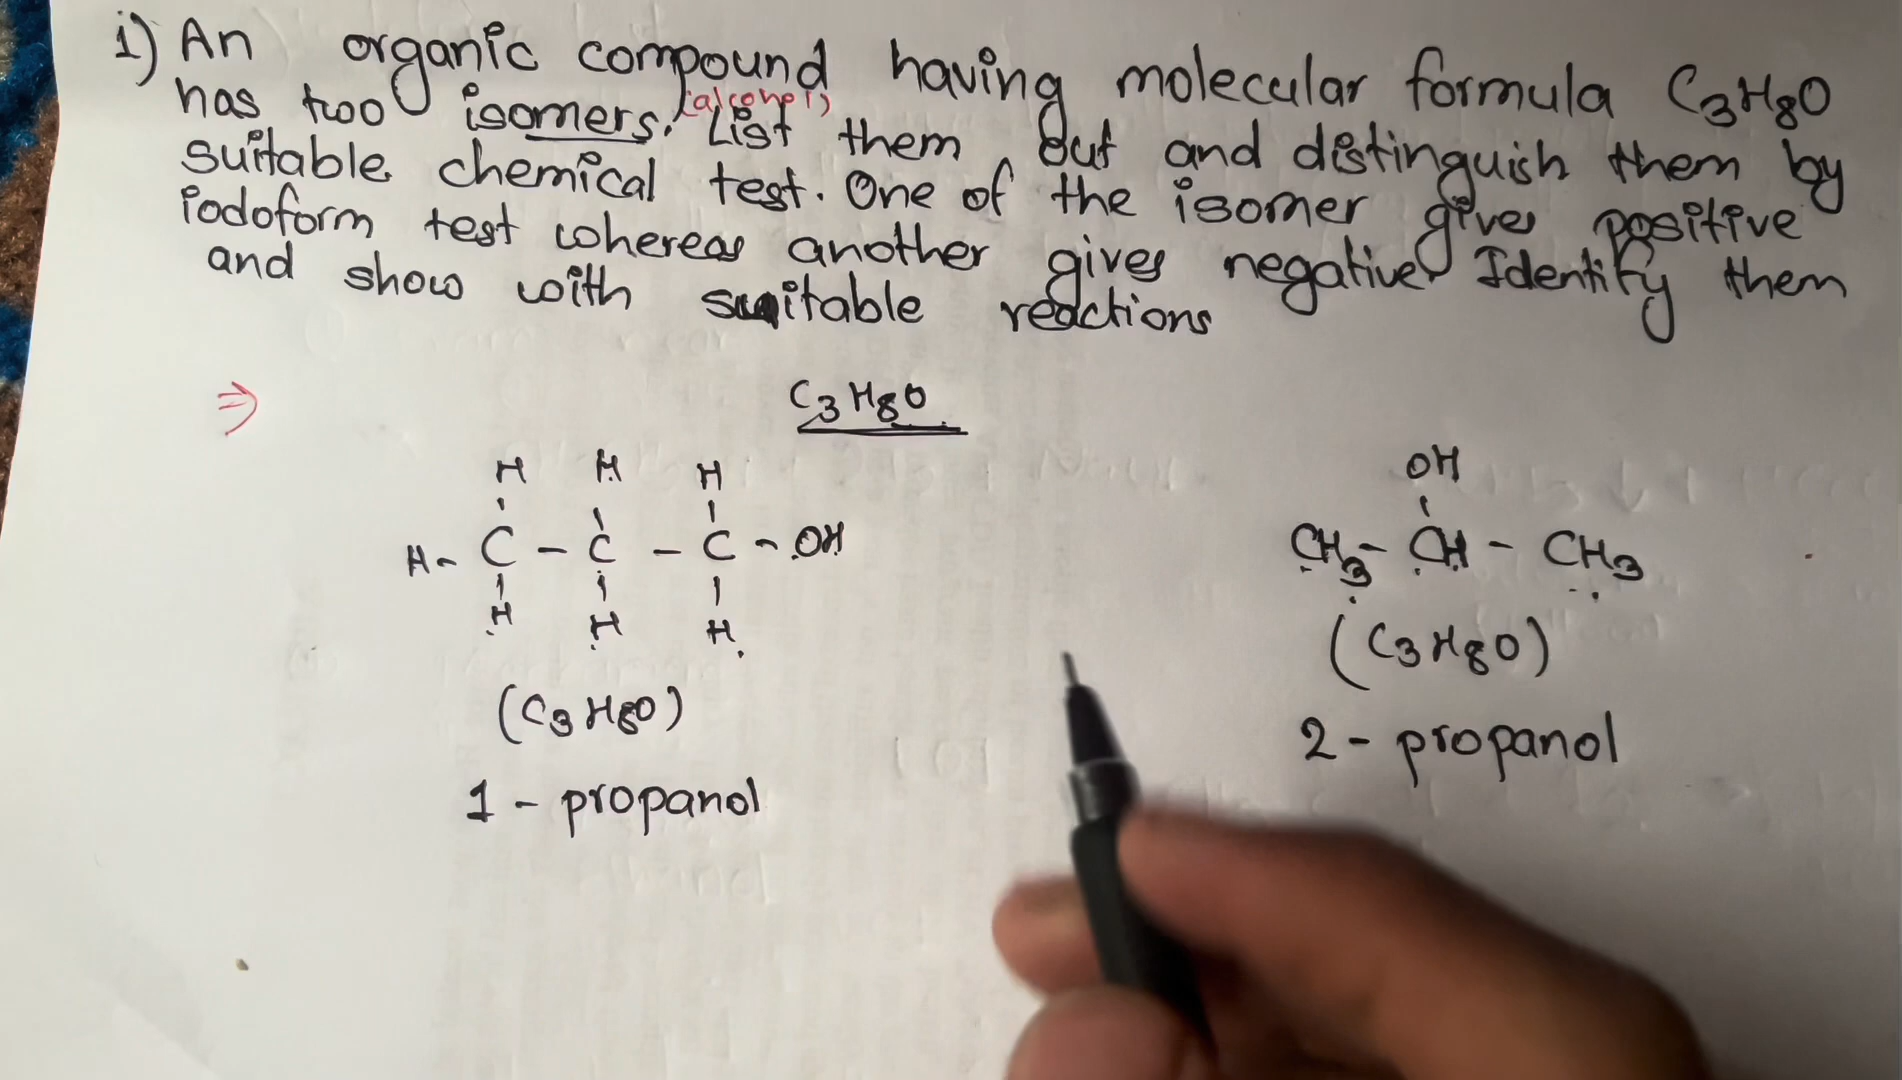 i) An organic compound having molecular formula C3H8O
has two isomers. (alcohol) List them out and distinguish them by
suitable chemical test. One of the isomer gives positive
iodoform test whereas another gives negative Identify them
and show with suitable reactions
⇒ C3H8O
H H H
H - C - C - C - OH
H H H
(C3H8O)
1 - propanol
OH
CH3 - CH - CH3
(C3H8O)
2 - propanol